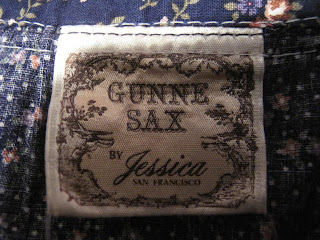 GUNNE
SAX
BY Jessica
SAN FRANCISCO